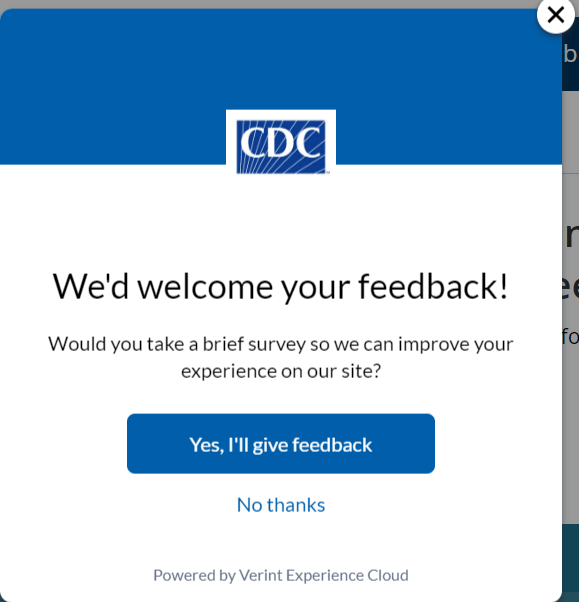 CDC
We'd welcome your feedback!
Would you take a brief survey so we can improve your
experience on our site?
Yes, I'll give feedback
No thanks
Powered by Verint Experience Cloud